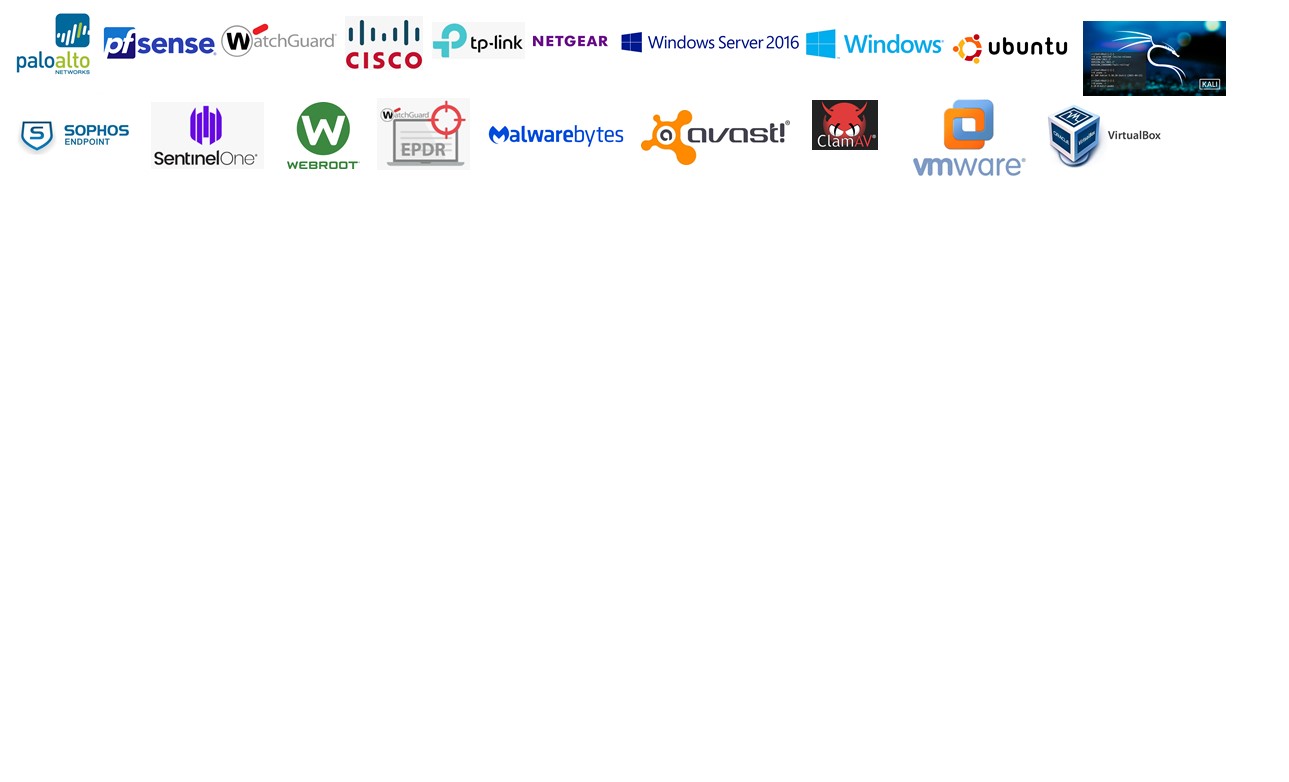 paloalto
NETWORKS
pfsense
WatchGuard
CISCO
tp-link
NETGEAR
Windows Server 2016
Windows
ubuntu
KALI
S SOPHOS
ENDPOINT
SentinelOne
W
WEBROOT
WatchGuard
EPDR
Malwarebytes
a avast!
ClamAV
vmware
ORACLE
VirtualBox